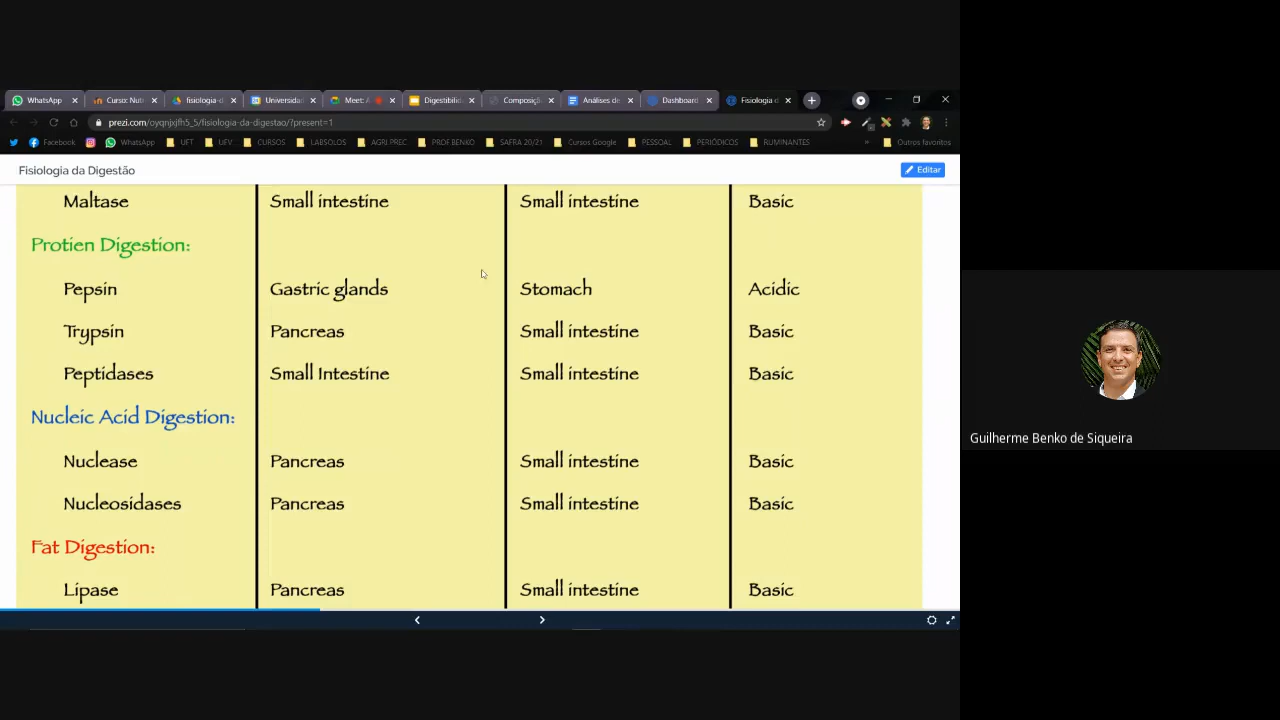 WhatsApp Curso: Nutr fisiologia-d Universidad Meet: A Digestibilid Composiçã Análises de Dashboard Fisiologia d
prezi.com/oyqnjxjfh5_5/fisiologia-da-digestao/?present=1
Facebook WhatsApp UFT UFV CURSOS LABSOLOS AGRI PREC PROF BENKO SAFRA 20/21 Cursos Google PESSOAL PERIÓDICOS RUMINANTES » Outros favoritos
Fisiologia da Digestão Editar
Maltase Small intestine Small intestine Basic
Protien Digestion:
Pepsin Gastric glands Stomach Acidic
Trypsin Pancreas Small intestine Basic
Peptidases Small Intestine Small intestine Basic
Nucleic Acid Digestion:
Nuclease Pancreas Small intestine Basic
Nucleosidases Pancreas Small intestine Basic
Fat Digestion:
Lipase Pancreas Small intestine Basic
Guilherme Benko de Siqueira